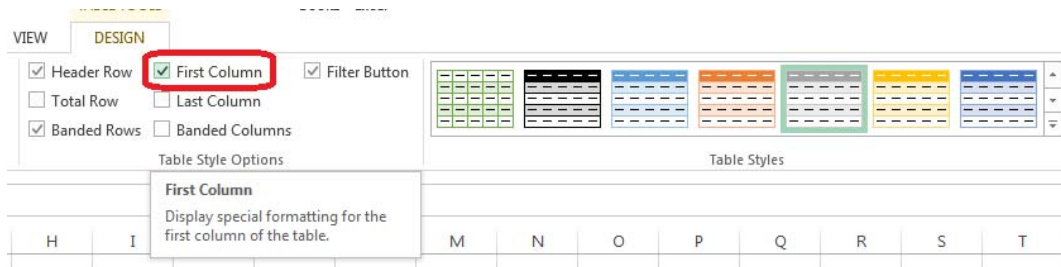 VIEW DESIGN
Header Row First Column Filter Button
Total Row Last Column
Banded Rows Banded Columns
Table Style Options Table Styles
First Column
Display special formatting for the
first column of the table.
H I M N O P Q R S T